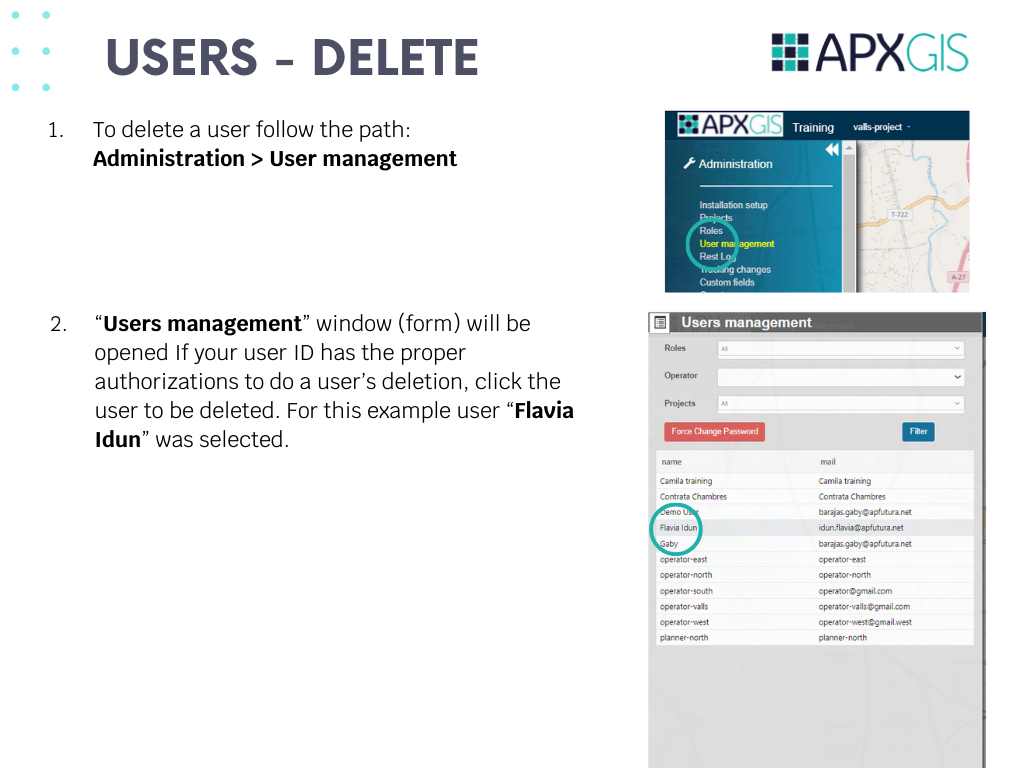 USERS - DELETE
APXGIS
1. To delete a user follow the path:
Administration > User management
APXGIS Training valls-project
Administration
Installation setup
Projects
Roles
User management
Rest Log
Tracking changes
Custom fields
T-722
A-27
2. “Users management” window (form) will be
opened If your user ID has the proper
authorizations to do a user’s deletion, click the
user to be deleted. For this example user “Flavia
Idun” was selected.
Users management
Roles All
Operator
Projects All
Force Change Password Filter
name mail
Camila training Camila training
Contrata Chambres Contrata Chambres
Demo User barajas.gaby@apfutura.net
Flavia Idun idun.flavia@apfutura.net
Gaby barajas.gaby@apfutura.net
operator-east operator-east
operator-north operator-north
operator-south operator@gmail.com
operator-valls operator-valls@gmail.com
operator-west operator-west@gmail.west
planner-north planner-north